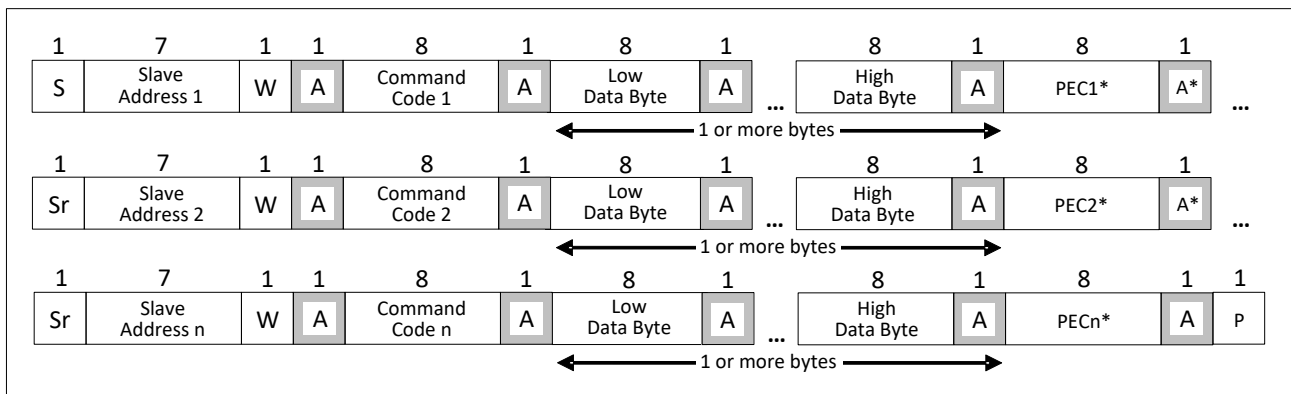 1 7 1 1 8 1 8 1 8 1 8 1
S Slave Address 1 W A Command Code 1 A Low Data Byte A ... High Data Byte A PEC1* A* ...
1 or more bytes
1 7 1 1 8 1 8 1 8 1 8 1
Sr Slave Address 2 W A Command Code 2 A Low Data Byte A ... High Data Byte A PEC2* A* ...
1 or more bytes
1 7 1 1 8 1 8 1 8 1 8 1 1
Sr Slave Address n W A Command Code n A Low Data Byte A ... High Data Byte A PECn* A P
1 or more bytes